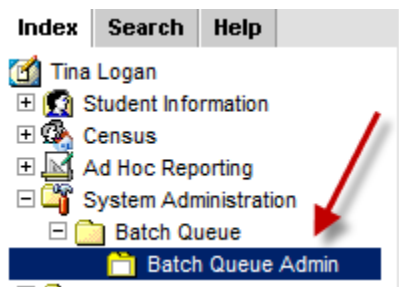 Index Search Help
Tina Logan
Student Information
Census
Ad Hoc Reporting
System Administration
Batch Queue
Batch Queue Admin